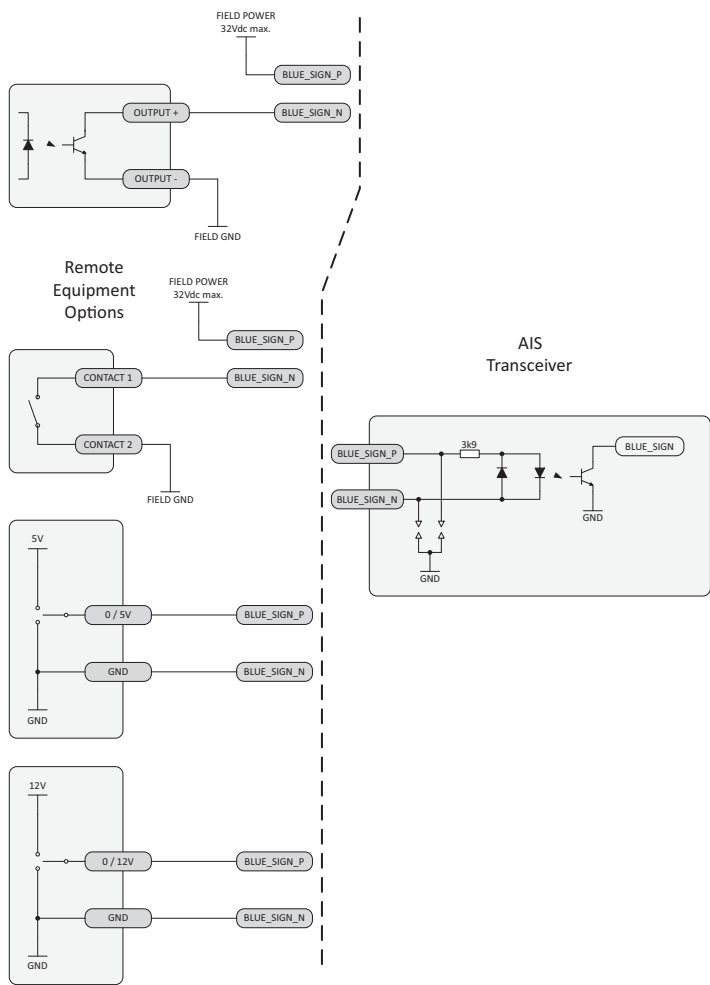 FIELD POWER
32Vdc max.
BLUE_SIGN_P
OUTPUT +
BLUE_SIGN_N
OUTPUT -
FIELD GND
Remote
Equipment
Options
FIELD POWER
32Vdc max.
BLUE_SIGN_P
CONTACT 1
BLUE_SIGN_N
CONTACT 2
FIELD GND
5V
0 / 5V
BLUE_SIGN_P
GND
BLUE_SIGN_N
GND
12V
0 / 12V
BLUE_SIGN_P
GND
BLUE_SIGN_N
GND
AIS
Transceiver
BLUE_SIGN_P
3k9
BLUE_SIGN
BLUE_SIGN_N
GND
GND